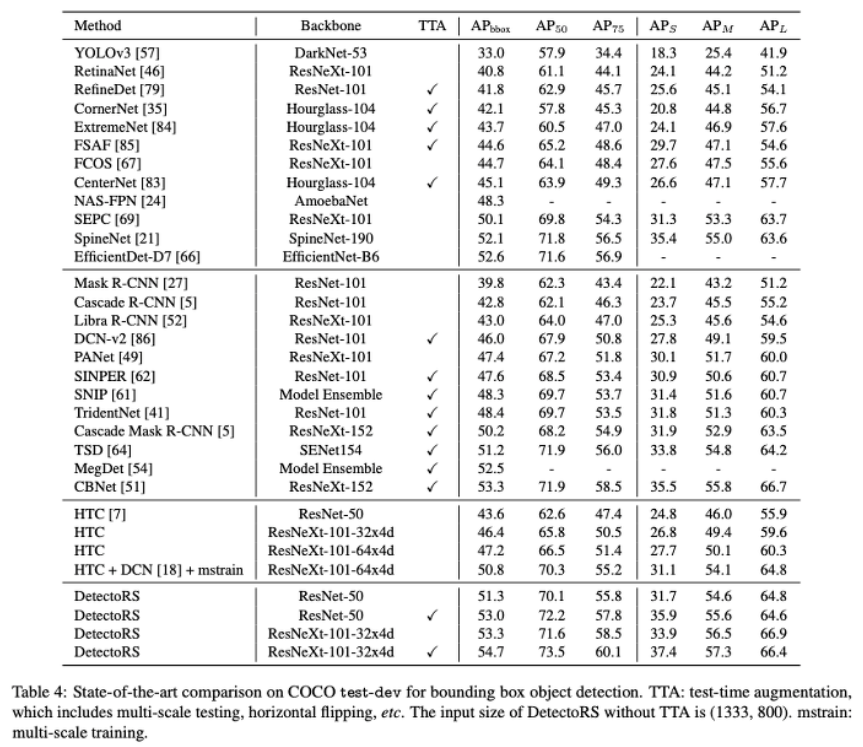 Method Backbone TTA APbbox AP50 AP75 APS APM APL
YOLOv3 [57] DarkNet-53 33.0 57.9 34.4 18.3 25.4 41.9
RetinaNet [46] ResNeXt-101 40.8 61.1 44.1 24.1 44.2 51.2
RefineDet [79] ResNet-101 ✓ 41.8 62.9 45.7 25.6 45.1 54.1
CornerNet [35] Hourglass-104 ✓ 42.1 57.8 45.3 20.8 44.8 56.7
ExtremeNet [84] Hourglass-104 ✓ 43.7 60.5 47.0 24.1 46.9 57.6
FSAF [85] ResNeXt-101 ✓ 44.6 65.2 48.6 29.7 47.1 54.6
FCOS [67] ResNeXt-101 44.7 64.1 48.4 27.6 47.5 55.6
CenterNet [83] Hourglass-104 ✓ 45.1 63.9 49.3 26.6 47.1 57.7
NAS-FPN [24] AmoebaNet 48.3 - - - - -
SEPC [69] ResNeXt-101 50.1 69.8 54.3 31.3 53.3 63.7
SpineNet [21] SpineNet-190 52.1 71.8 56.5 35.4 55.0 63.6
EfficientDet-D7 [66] EfficientNet-B6 52.6 71.6 56.9 - - -
Mask R-CNN [27] ResNet-101 39.8 62.3 43.4 22.1 43.2 51.2
Cascade R-CNN [5] ResNet-101 42.8 62.1 46.3 23.7 45.5 55.2
Libra R-CNN [52] ResNeXt-101 43.0 64.0 47.0 25.3 45.6 54.6
DCN-v2 [86] ResNet-101 ✓ 46.0 67.9 50.8 27.8 49.1 59.5
PANet [49] ResNeXt-101 47.4 67.2 51.8 30.1 51.7 60.0
SINPER [62] ResNet-101 ✓ 47.6 68.5 53.4 30.9 50.6 60.7
SNIP [61] Model Ensemble ✓ 48.3 69.7 53.7 31.4 51.6 60.7
TridentNet [41] ResNet-101 ✓ 48.4 69.7 53.5 31.8 51.3 60.3
Cascade Mask R-CNN [5] ResNeXt-152 ✓ 50.2 68.2 54.9 31.9 52.9 63.5
TSD [64] SENet154 ✓ 51.2 71.9 56.0 33.8 54.8 64.2
MegDet [54] Model Ensemble ✓ 52.5 - - - - -
CBNet [51] ResNeXt-152 ✓ 53.3 71.9 58.5 35.5 55.8 66.7
HTC [7] ResNet-50 43.6 62.6 47.4 24.8 46.0 55.9
HTC ResNeXt-101-32x4d 46.4 65.8 50.5 26.8 49.4 59.6
HTC ResNeXt-101-64x4d 47.2 66.5 51.4 27.7 50.1 60.3
HTC + DCN [18] + mstrain ResNeXt-101-64x4d 50.8 70.3 55.2 31.1 54.1 64.8
DetectoRS ResNet-50 51.3 70.1 55.8 31.7 54.6 64.8
DetectoRS ResNet-50 ✓ 53.0 72.2 57.8 35.9 55.6 64.6
DetectoRS ResNeXt-101-32x4d 53.3 71.6 58.5 33.9 56.5 66.9
DetectoRS ResNeXt-101-32x4d ✓ 54.7 73.5 60.1 37.4 57.3 66.4
Table 4: State-of-the-art comparison on COCO test-dev for bounding box object detection. TTA: test-time augmentation,
which includes multi-scale testing, horizontal flipping, etc. The input size of DetectoRS without TTA is (1333, 800). mstrain:
multi-scale training.